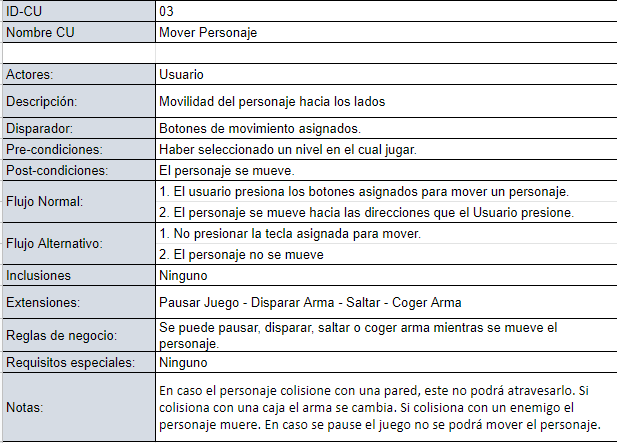 ID-CU 03
Nombre CU Mover Personaje
Actores: Usuario
Descripción: Movilidad del personaje hacia los lados
Disparador: Botones de movimiento asignados.
Pre-condiciones: Haber seleccionado un nivel en el cual jugar.
Post-condiciones: El personaje se mueve.
Flujo Normal:
1. El usuario presiona los botones asignados para mover un personaje.
2. El personaje se mueve hacia las direcciones que el Usuario presione.
Flujo Alternativo:
1. No presionar la tecla asignada para mover.
2. El personaje no se mueve
Inclusiones Ninguno
Extensiones: Pausar Juego - Disparar Arma - Saltar - Coger Arma
Reglas de negocio:
Se puede pausar, disparar, saltar o coger arma mientras se mueve el
personaje.
Requisitos especiales: Ninguno
Notas:
En caso el personaje colisione con una pared, este no podrá atravesarlo. Si
colisiona con una caja el arma se cambia. Si colisiona con un enemigo el
personaje muere. En caso se pause el juego no se podrá mover el personaje.